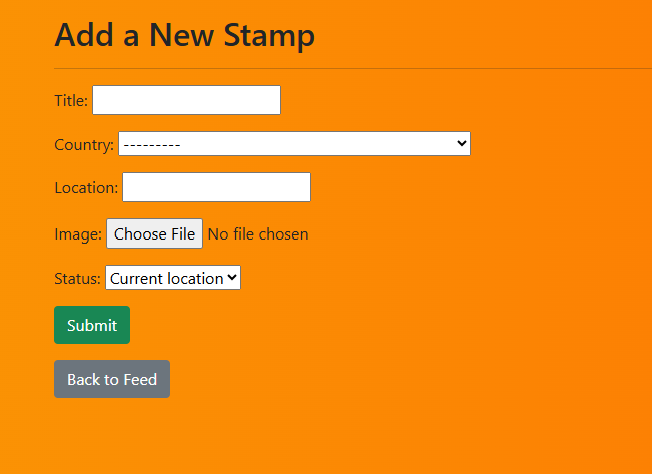 Add a New Stamp
Title:
Country: ---------
Location:
Image: Choose File No file chosen
Status: Current location
Submit
Back to Feed